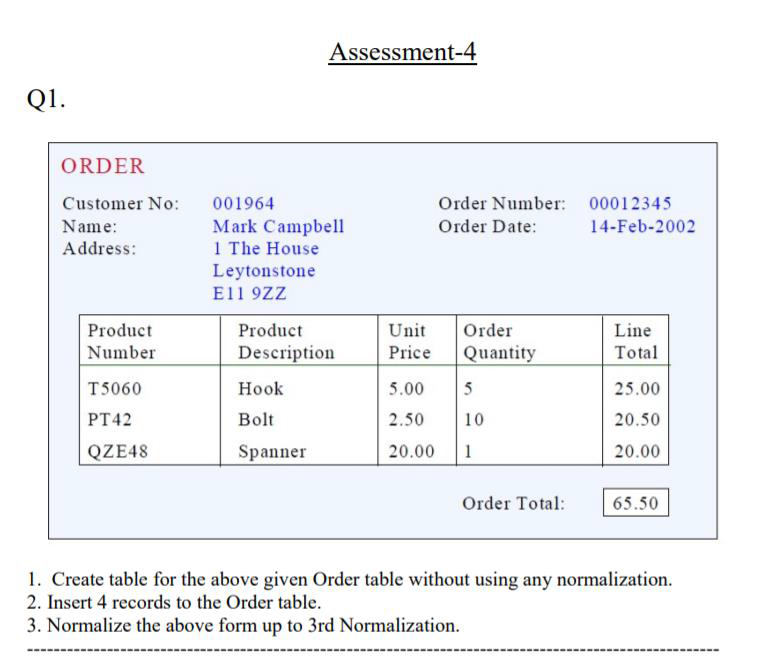 Assessment-4
Q1.
ORDER
Customer No: 001964 Order Number: 00012345
Name: Mark Campbell Order Date: 14-Feb-2002
Address: 1 The House
Leytonstone
E11 9ZZ
Product Product Unit Order Line
Number Description Price Quantity Total
T5060 Hook 5.00 5 25.00
PT42 Bolt 2.50 10 20.50
QZE48 Spanner 20.00 1 20.00
Order Total: 65.50
1. Create table for the above given Order table without using any normalization.
2. Insert 4 records to the Order table.
3. Normalize the above form up to 3rd Normalization.